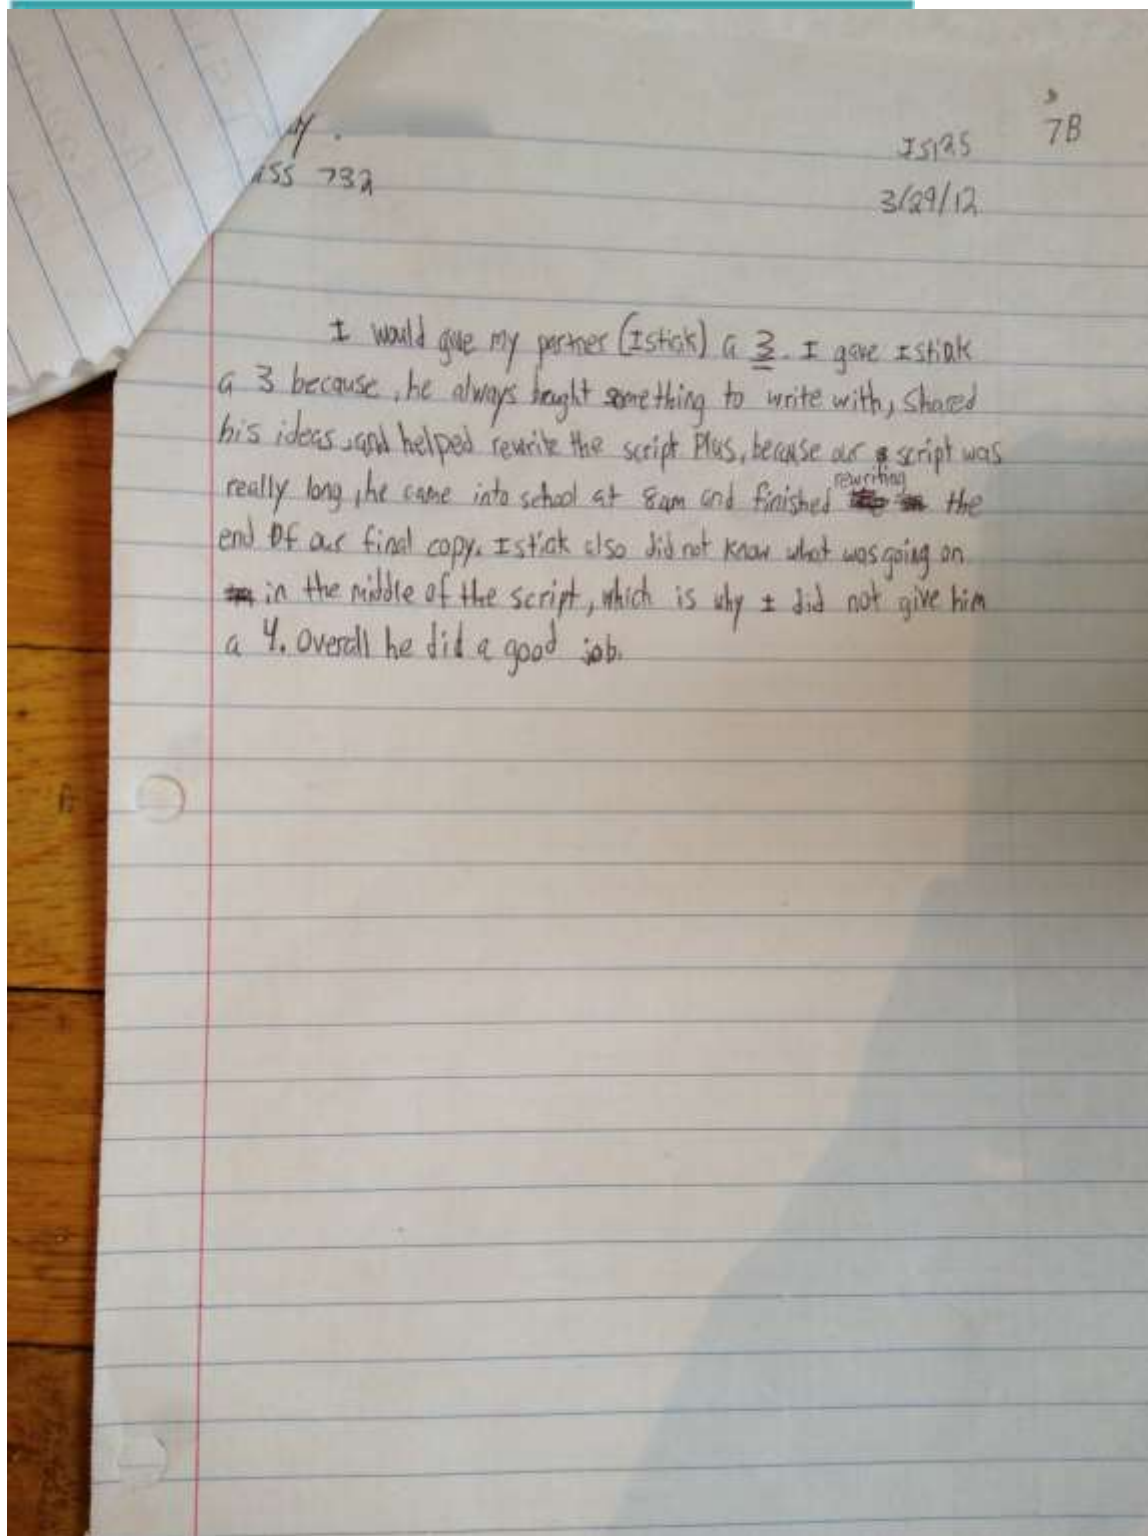 7B
IS125
iss 732
3/29/12
I would give my partner (Istiak) a 3. I gave Istiak
a 3 because, he always bought something to write with, shared
his ideas, and helped rewrite the script Plus, because our script was
really long, he came into school at 8am and finished rewriting the
end of our final copy. Istiak also did not know what was going on
in the middle of the script, which is why I did not give him
a 4. Overall he did a good job.